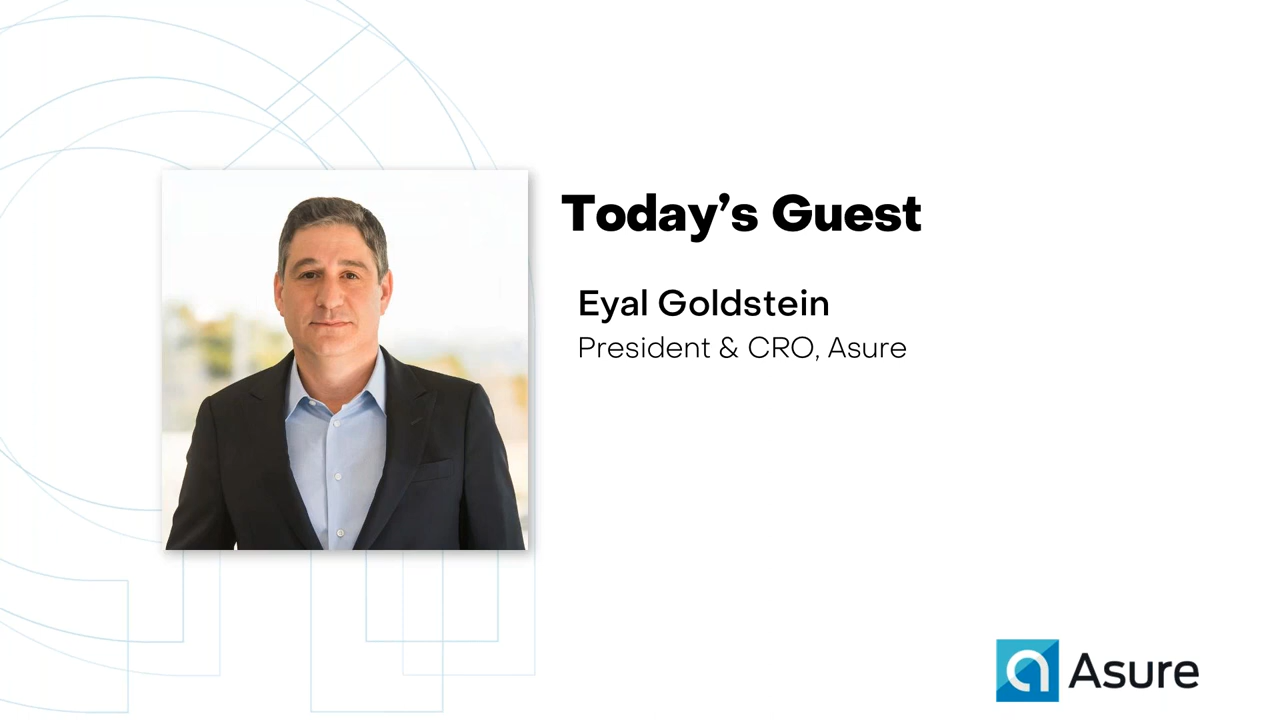 Today’s Guest
Eyal Goldstein
President & CRO, Asure
Asure